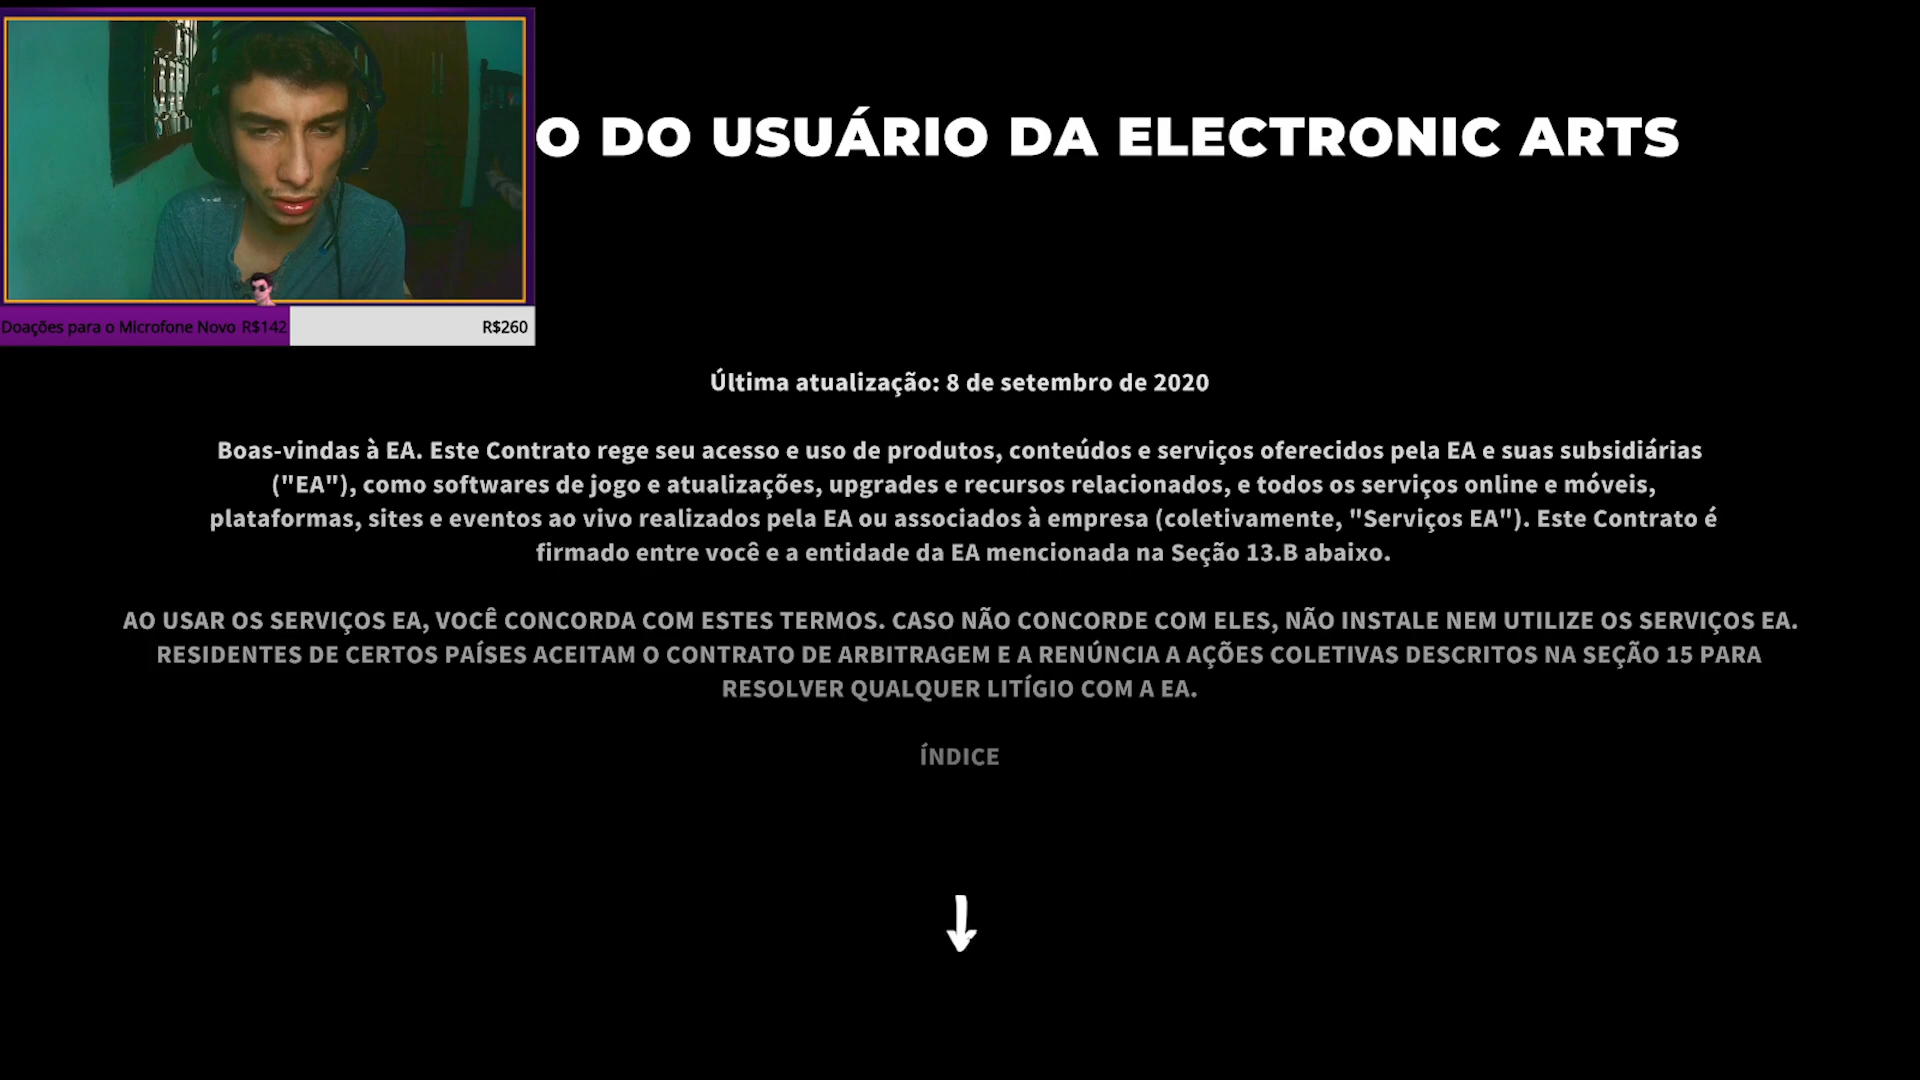 O DO USUÁRIO DA ELECTRONIC ARTS
Doações para o Microfone Novo R$142
R$260
Última atualização: 8 de setembro de 2020
Boas-vindas à EA. Este Contrato rege seu acesso e uso de produtos, conteúdos e serviços oferecidos pela EA e suas subsidiárias
("EA"), como softwares de jogo e atualizações, upgrades e recursos relacionados, e todos os serviços online e móveis,
plataformas, sites e eventos ao vivo realizados pela EA ou associados à empresa (coletivamente, "Serviços EA"). Este Contrato é
firmado entre você e a entidade da EA mencionada na Seção 13.B abaixo.
AO USAR OS SERVIÇOS EA, VOCÊ CONCORDA COM ESTES TERMOS. CASO NÃO CONCORDE COM ELES, NÃO INSTALE NEM UTILIZE OS SERVIÇOS EA.
RESIDENTES DE CERTOS PAÍSES ACEITAM O CONTRATO DE ARBITRAGEM E A RENÚNCIA A AÇÕES COLETIVAS DESCRITOS NA SEÇÃO 15 PARA
RESOLVER QUALQUER LITÍGIO COM A EA.
ÍNDICE